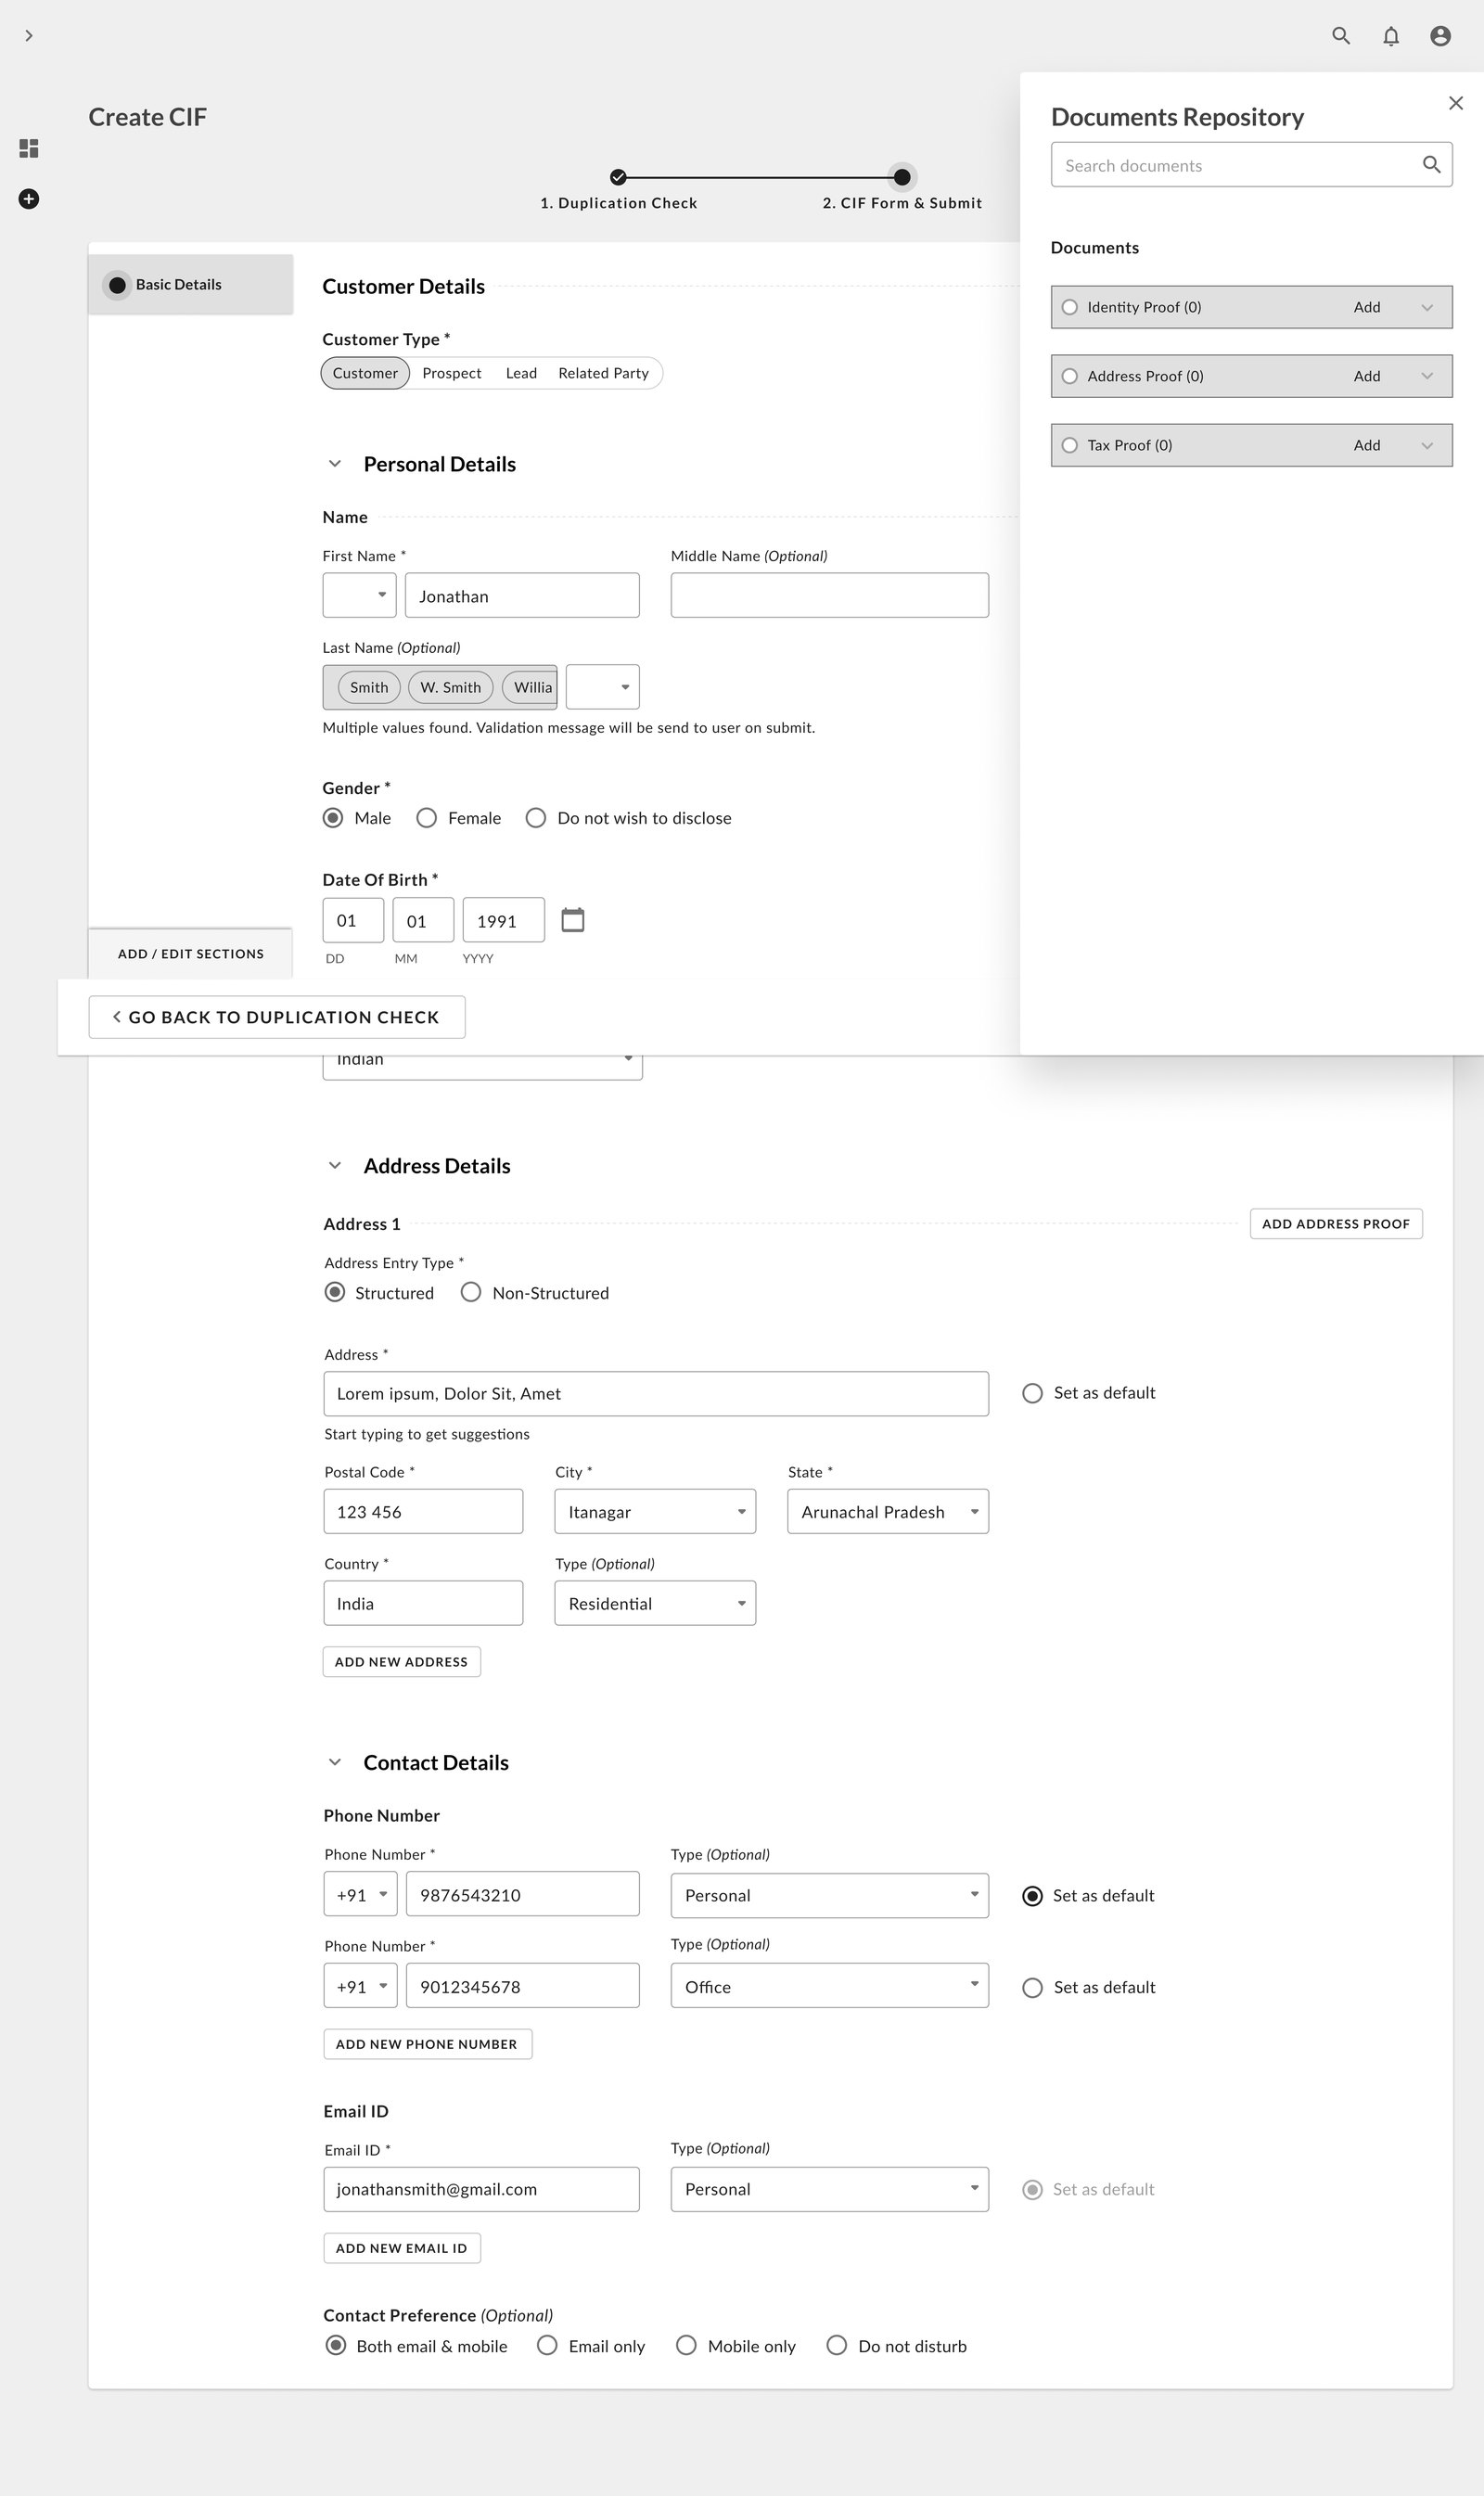 Create CIF
1. Duplication Check
2. CIF Form & Submit
Basic Details
ADD / EDIT SECTIONS
Customer Details
Customer Type *
Customer Prospect Lead Related Party
Personal Details
Name
First Name * Middle Name (Optional)
Jonathan
Last Name (Optional)
Smith W. Smith Willia
Multiple values found. Validation message will be send to user on submit.
Gender *
Male Female Do not wish to disclose
Date Of Birth *
01 01 1991
DD MM YYYY
GO BACK TO DUPLICATION CHECK
Documents Repository
Search documents
Documents
Identity Proof (0) Add
Address Proof (0) Add
Tax Proof (0) Add
Indian
Address Details
Address 1 ADD ADDRESS PROOF
Address Entry Type *
Structured Non-Structured
Address *
Lorem ipsum, Dolor Sit, Amet Set as default
Start typing to get suggestions
Postal Code * City * State *
123 456 Itanagar Arunachal Pradesh
Country * Type (Optional)
India Residential
ADD NEW ADDRESS
Contact Details
Phone Number
Phone Number * Type (Optional)
+91 9876543210 Personal Set as default
Phone Number * Type (Optional)
+91 9012345678 Office Set as default
ADD NEW PHONE NUMBER
Email ID
Email ID * Type (Optional)
jonathansmith@gmail.com Personal Set as default
ADD NEW EMAIL ID
Contact Preference (Optional)
Both email & mobile Email only Mobile only Do not disturb